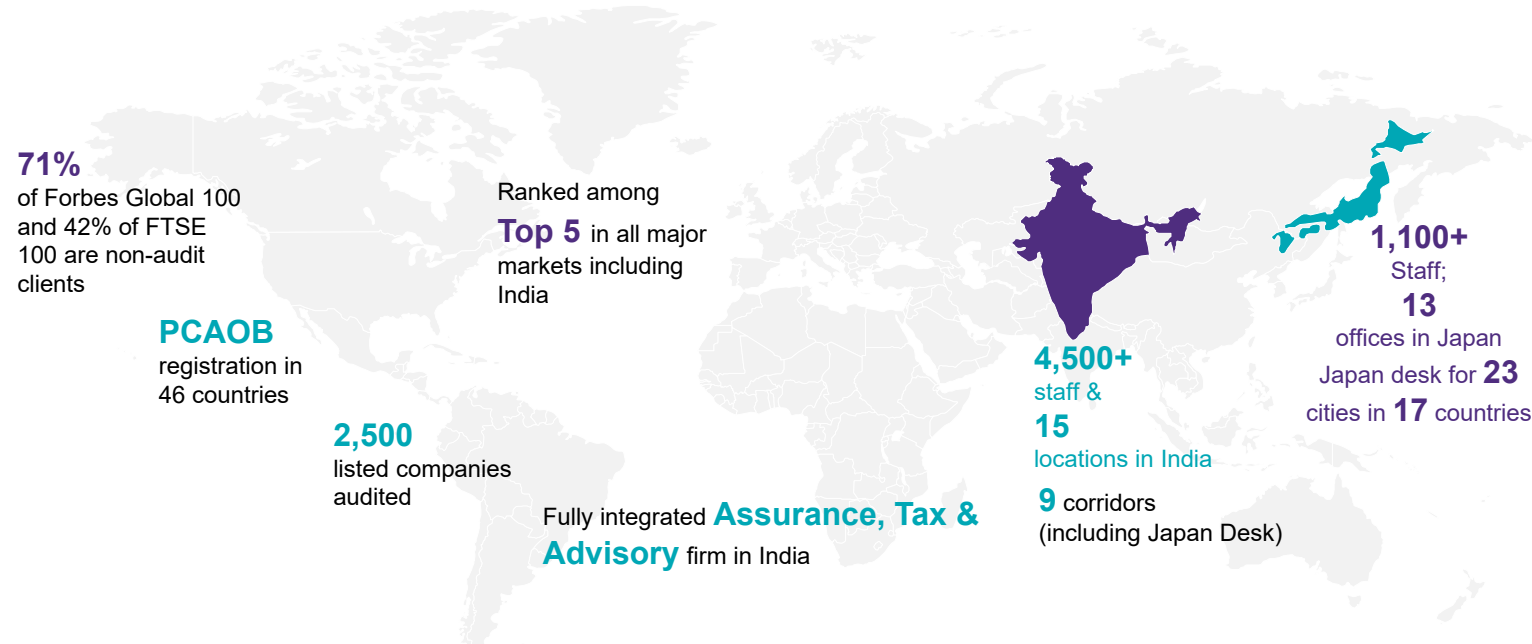 71%
of Forbes Global 100
and 42% of FTSE
100 are non-audit
clients
PCAOB
registration in
46 countries
2,500
listed companies
audited
Ranked among
Top 5 in all major
markets including
India
Fully integrated Assurance, Tax &
Advisory firm in India
4,500+
staff &
15
locations in India
9 corridors
(including Japan Desk)
1,100+
Staff;
13
offices in Japan
Japan desk for 23
cities in 17 countries